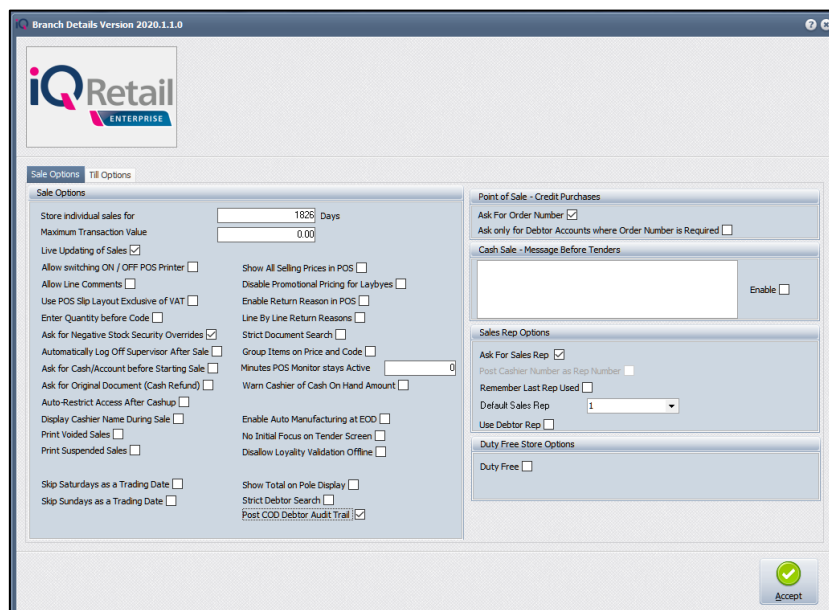 iQ Branch Details Version 2020.1.1.0
iQ Retail
ENTERPRISE
Sale Options Till Options
Sale Options
Store individual sales for 1826 Days
Maximum Transaction Value 0.00
Live Updating of Sales
Allow switching ON / OFF POS Printer Show All Selling Prices in POS
Allow Line Comments Disable Promotional Pricing for Laybyes
Use POS Slip Layout Exclusive of VAT Enable Return Reason in POS
Enter Quantity before Code Line By Line Return Reasons
Ask for Negative Stock Security Overrides Strict Document Search
Automatically Log Off Supervisor After Sale Group Items on Price and Code
Ask for Cash/Account before Starting Sale Minutes POS Monitor stays Active 0
Ask for Original Document (Cash Refund) Warn Cashier of Cash On Hand Amount
Auto-Restrict Access After Cashup
Display Cashier Name During Sale Enable Auto Manufacturing at EOD
Print Voided Sales No Initial Focus on Tender Screen
Print Suspended Sales Disallow Loyality Validation Offline
Skip Saturdays as a Trading Date Show Total on Pole Display
Skip Sundays as a Trading Date Strict Debtor Search
Post COD Debtor Audit Trail
Point of Sale - Credit Purchases
Ask For Order Number
Ask only for Debtor Accounts where Order Number is Required
Cash Sale - Message Before Tenders
Enable
Sales Rep Options
Ask For Sales Rep
Post Cashier Number as Rep Number
Remember Last Rep Used
Default Sales Rep 1
Use Debtor Rep
Duty Free Store Options
Duty Free
Accept